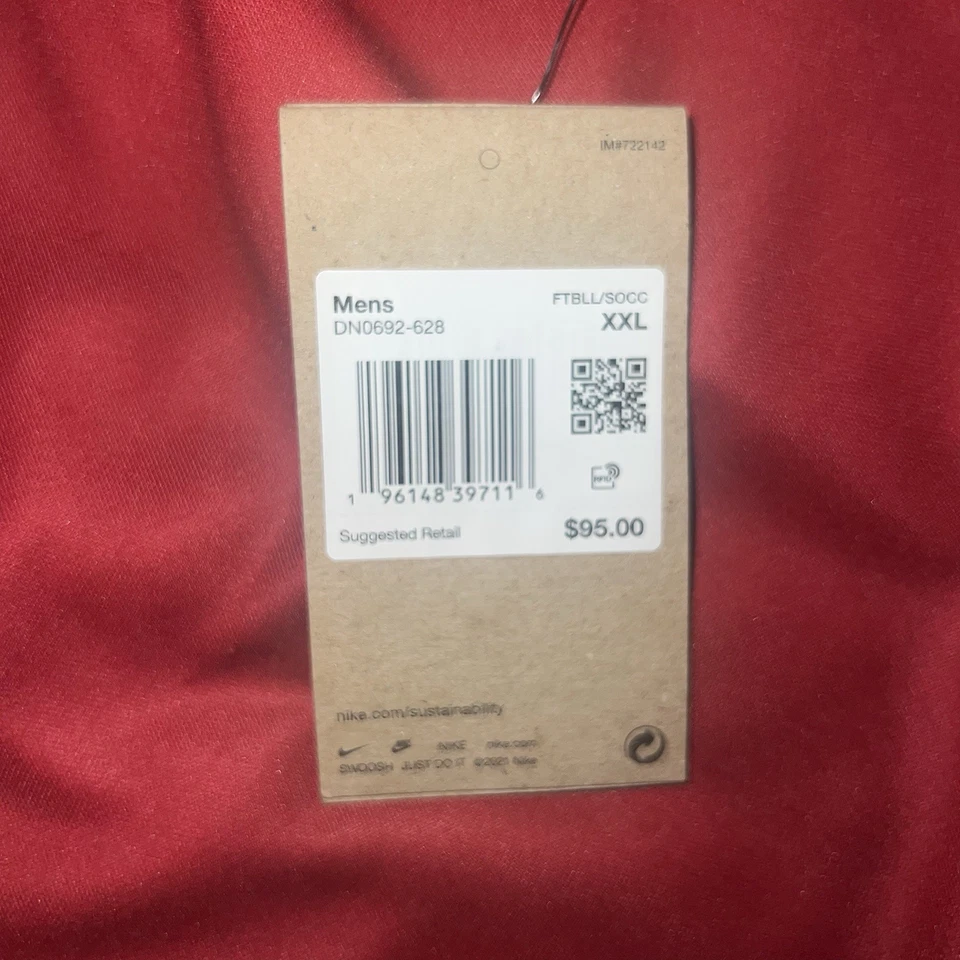 IM#722142
Mens
FTBLL/SOCC
DN0692-628
XXL
1 96148 39711 6
RFID
Suggested Retail
$95.00
nike.com/sustainability
NIKE nike.com
SWOOSH JUST DO IT ©2021 Nike